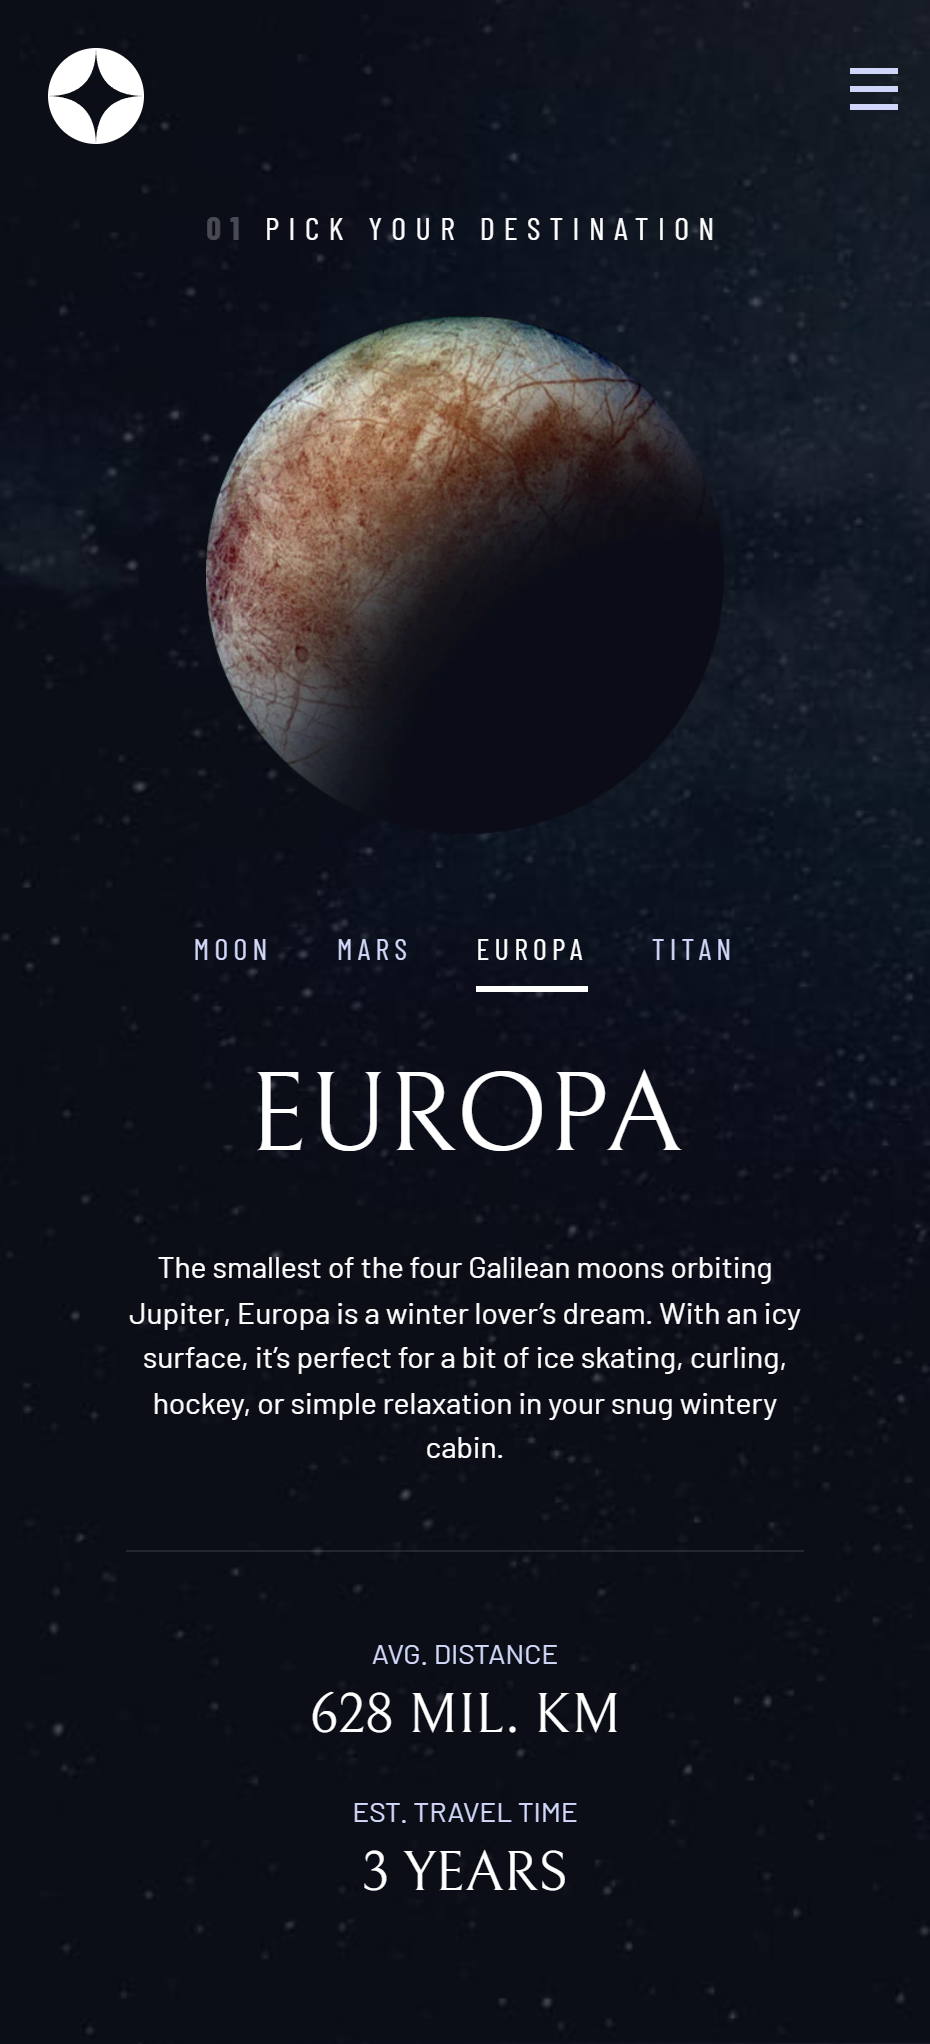 01 PICK YOUR DESTINATION
MOON MARS EUROPA TITAN
EUROPA
The smallest of the four Galilean moons orbiting
Jupiter, Europa is a winter lover’s dream. With an icy
surface, it’s perfect for a bit of ice skating, curling,
hockey, or simple relaxation in your snug wintery
cabin.
AVG. DISTANCE
628 MIL. KM
EST. TRAVEL TIME
3 YEARS